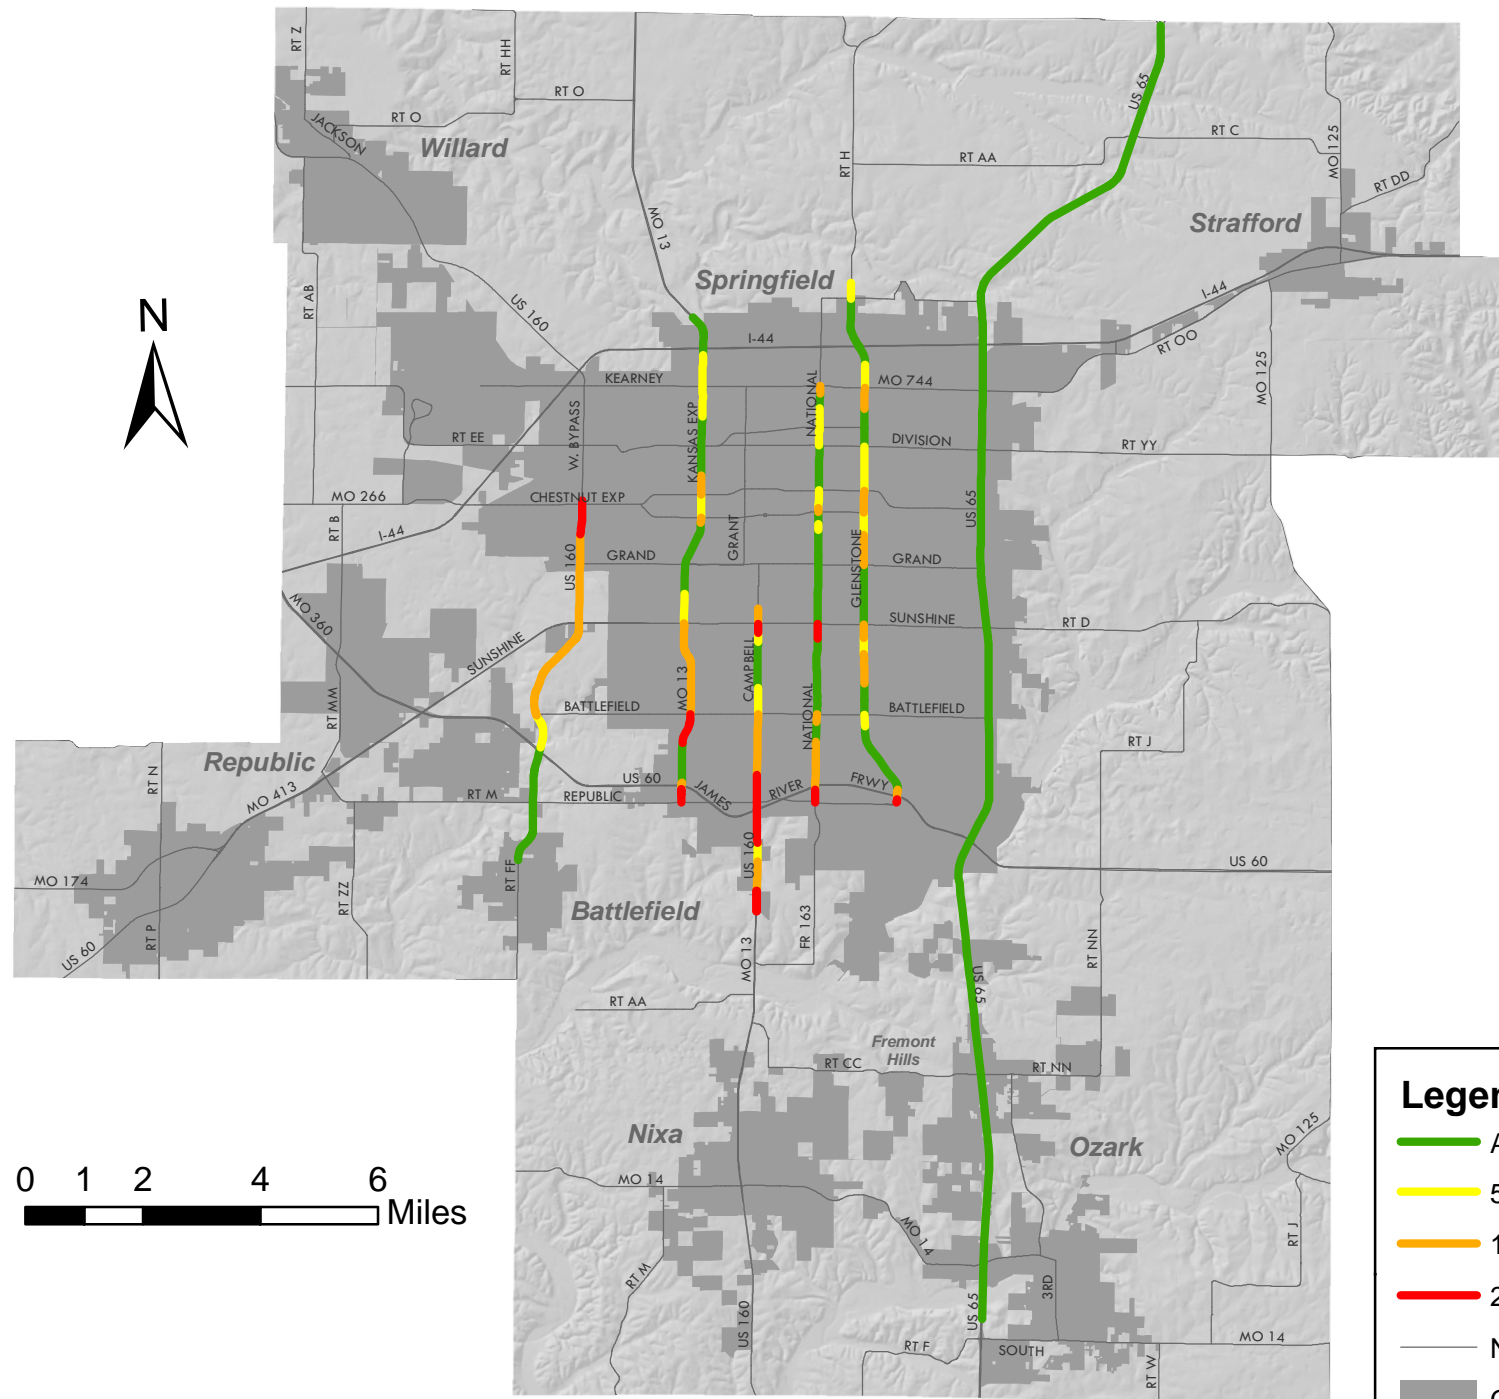 RT Z
RT HH
RT O
RT O
JACKSON
Willard
US 65
RT C
RT AA
RT H
MO 125
RT DD
MO 13
Strafford
Springfield
RT AB
US 160
I-44
I-44
RT OO
N
KEARNEY
MO 744
MO 125
W. BYPASS
KANSAS EXP
NATIONAL
RT EE
DIVISION
RT YY
MO 266
CHESTNUT EXP
US 65
RT B
I-44
GRANT
US 160
GRAND
GLENSTONE
GRAND
MO 360
SUNSHINE
SUNSHINE
RT D
RT MM
MO 13
CAMPBELL
BATTLEFIELD
NATIONAL
BATTLEFIELD
RT J
Republic
RT N
MO 413
US 60
JAMES
RIVER
FRWY
RT M
REPUBLIC
US 160
US 60
MO 174
RT ZZ
RT FF
Battlefield
RT P
US 60
FR 163
MO 13
RT NN
US 65
RT AA
Fremont
Hills
RT CC
RT NN
Nixa
Ozark
MO 125
MO 14
RT J
MO 14
RT M
3RD
US 160
US 65
RT F
SOUTH
MO 14
RT W
0 1 2 4 6
Miles
Legen
A
5
1
2
N